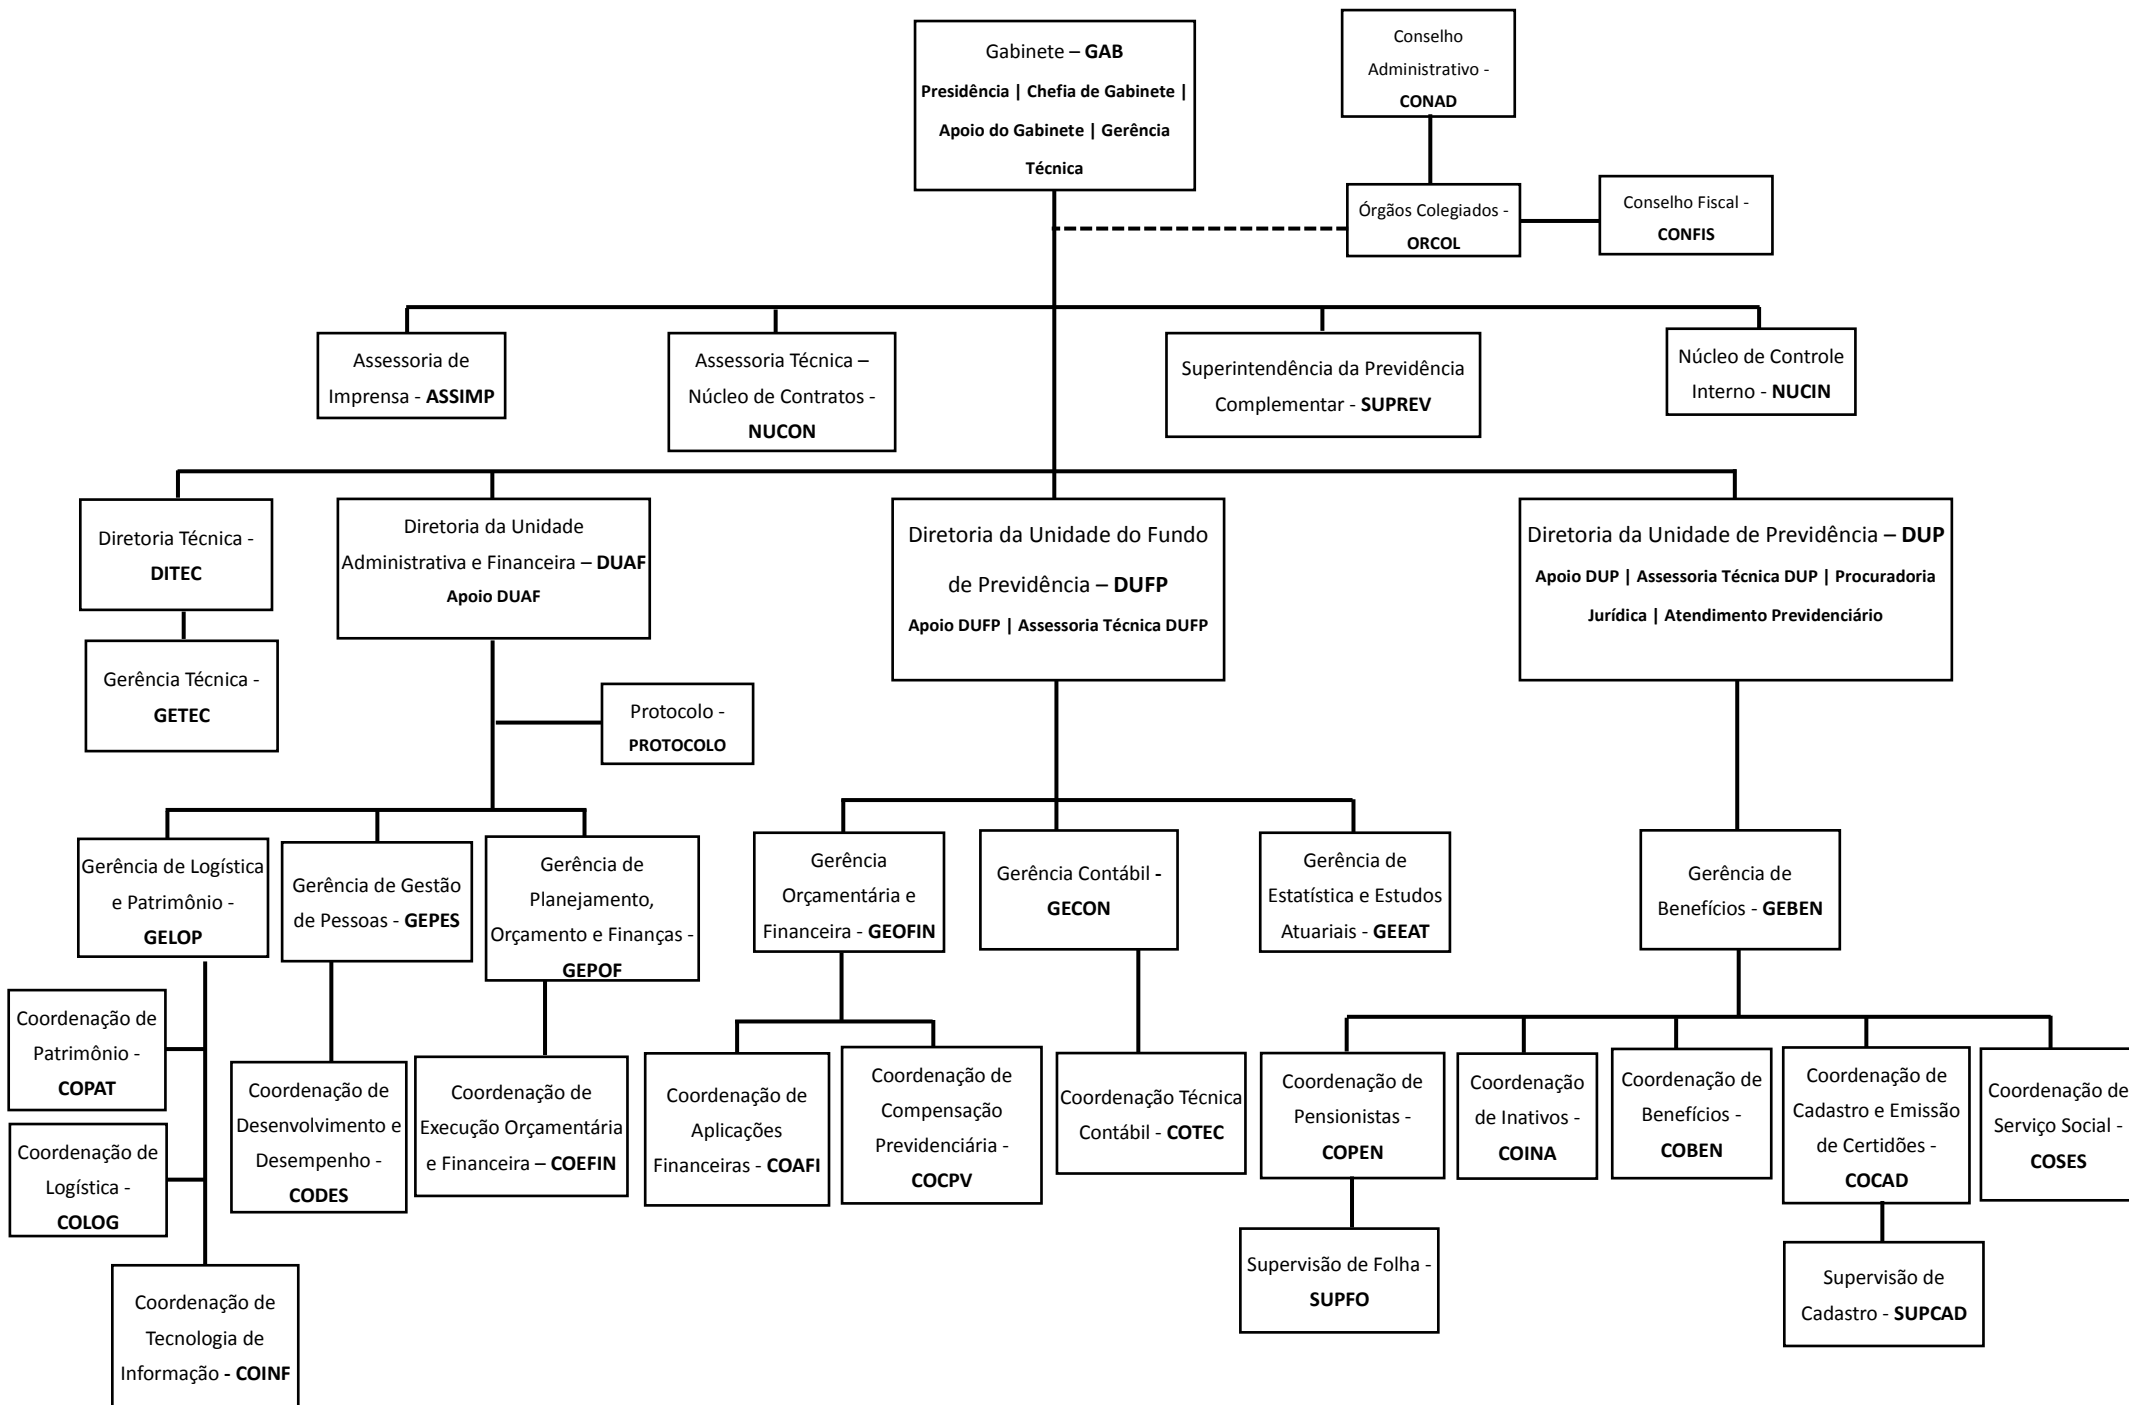 Gabinete – GAB
Presidência | Chefia de Gabinete |
Apoio do Gabinete | Gerência
Técnica
Conselho
Administrativo -
CONAD
Órgãos Colegiados -
ORCOL
Conselho Fiscal -
CONFIS
Assessoria de
Imprensa - ASSIMP
Assessoria Técnica –
Núcleo de Contratos -
NUCON
Superintendência da Previdência
Complementar - SUPREV
Núcleo de Controle
Interno - NUCIN
Diretoria Técnica -
DITEC
Diretoria da Unidade
Administrativa e Financeira – DUAF
Apoio DUAF
Diretoria da Unidade do Fundo
de Previdência – DUFP
Apoio DUFP | Assessoria Técnica DUFP
Diretoria da Unidade de Previdência – DUP
Apoio DUP | Assessoria Técnica DUP | Procuradoria
Jurídica | Atendimento Previdenciário
Gerência Técnica -
GETEC
Protocolo -
PROTOCOLO
Gerência de Logística
e Patrimônio -
GELOP
Gerência de Gestão
de Pessoas - GEPES
Gerência de
Planejamento,
Orçamento e Finanças -
GEPOF
Gerência
Orçamentária e
Financeira - GEOFIN
Gerência Contábil -
GECON
Gerência de
Estatística e Estudos
Atuariais - GEEAT
Gerência de
Benefícios - GEBEN
Coordenação de
Patrimônio -
COPAT
Coordenação de
Logística -
COLOG
Coordenação de
Tecnologia de
Informação - COINF
Coordenação de
Desenvolvimento e
Desempenho -
CODES
Coordenação de
Execução Orçamentária
e Financeira – COEFIN
Coordenação de
Aplicações
Financeiras - COAFI
Coordenação de
Compensação
Previdenciária -
COCPV
Coordenação Técnica
Contábil - COTEC
Coordenação de
Pensionistas -
COPEN
Coordenação
de Inativos -
COINA
Coordenação de
Benefícios -
COBEN
Coordenação de
Cadastro e Emissão
de Certidões -
COCAD
Coordenação de
Serviço Social -
COSES
Supervisão de Folha -
SUPFO
Supervisão de
Cadastro - SUPCAD